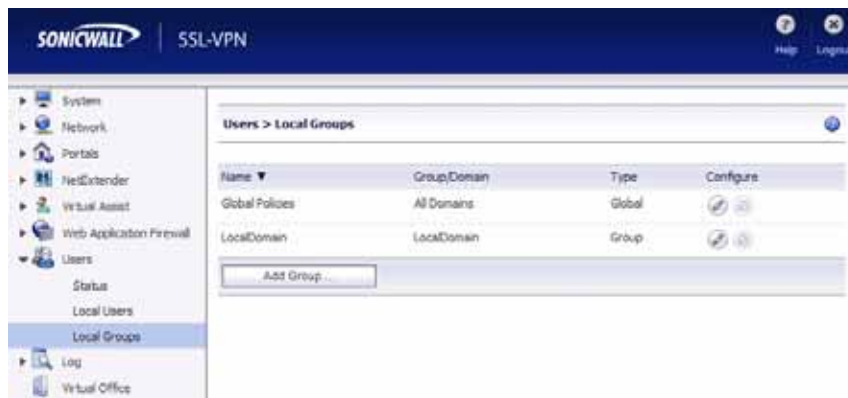 SONICWALL SSL-VPN
Help
Logout
System
Network
Portals
NetExtender
Virtual Assist
Web Application Firewall
Users
Status
Local Users
Local Groups
Log
Virtual Office
Users > Local Groups
Name ▼ Group/Domain Type Configure
Global Policies All Domains Global
LocalDomain LocalDomain Group
Add Group ...